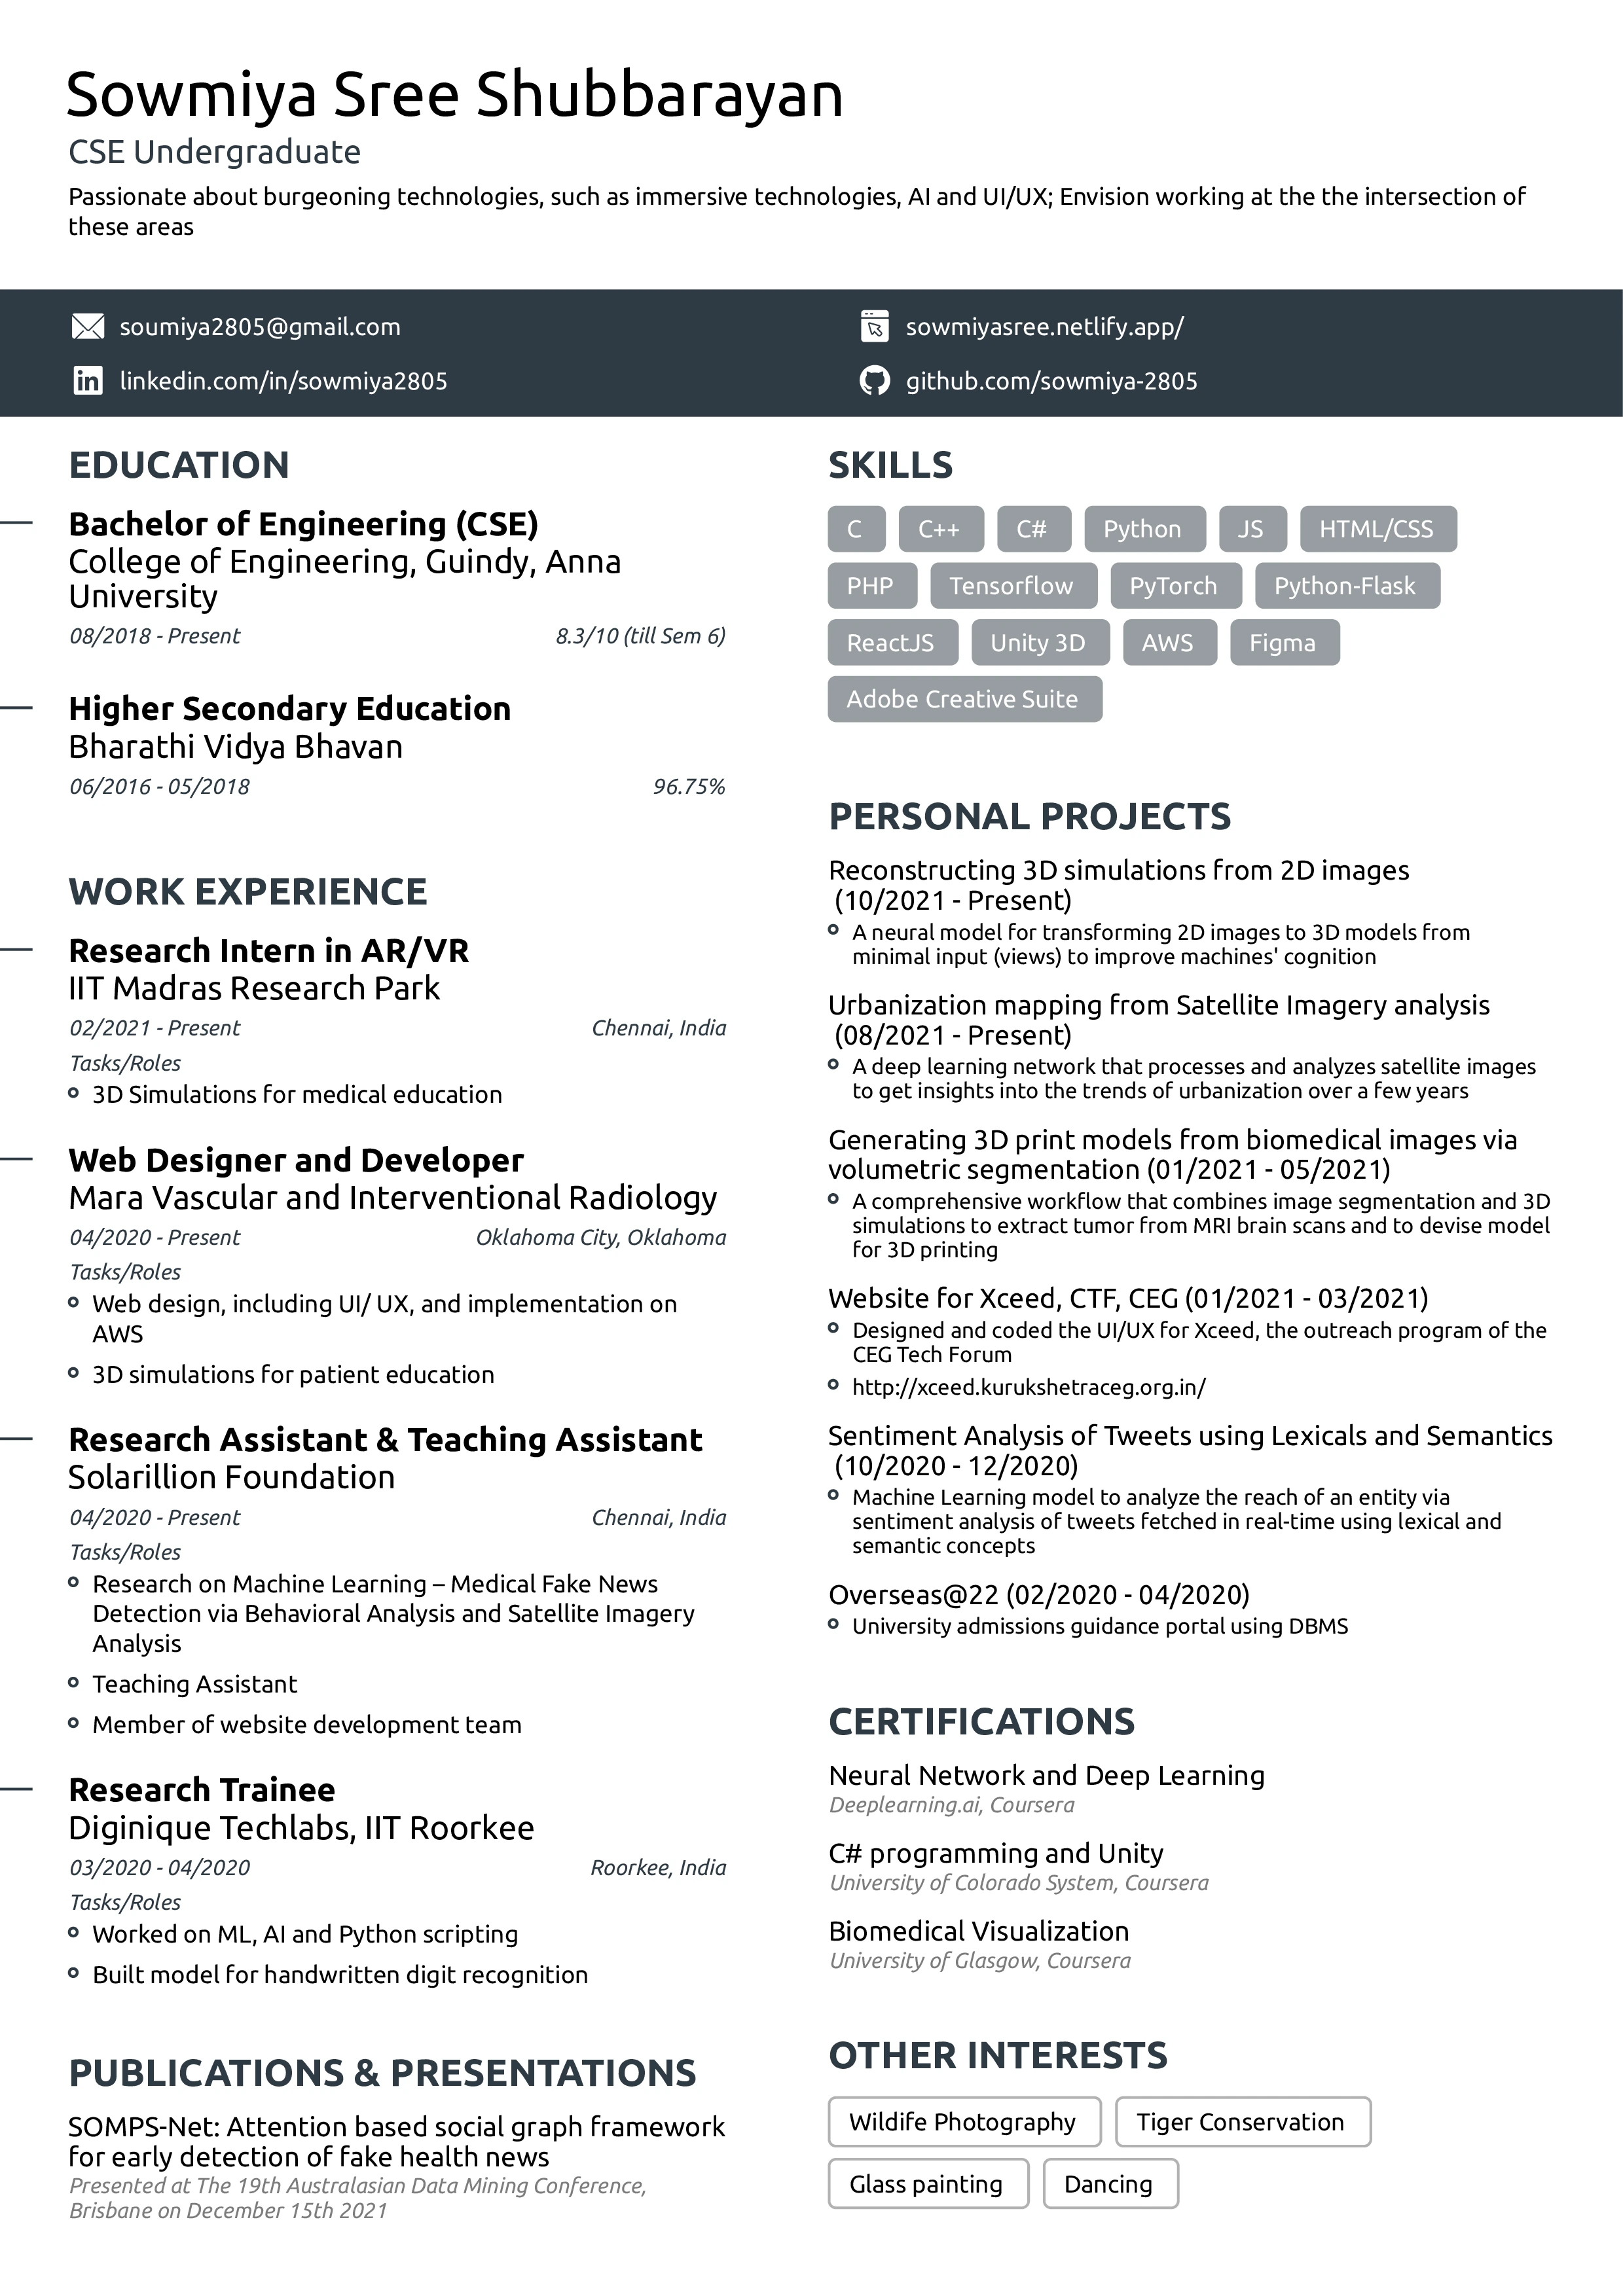 Sowmiya Sree Shubbarayan
CSE Undergraduate
Passionate about burgeoning technologies, such as immersive technologies, AI and UI/UX; Envision working at the the intersection of
these areas
soumiya2805@gmail.com
sowmiyasree.netlify.app/
linkedin.com/in/sowmiya2805
github.com/sowmiya-2805
EDUCATION
Bachelor of Engineering (CSE)
College of Engineering, Guindy, Anna
University
08/2018 - Present 8.3/10 (till Sem 6)
Higher Secondary Education
Bharathi Vidya Bhavan
06/2016 - 05/2018 96.75%
WORK EXPERIENCE
Research Intern in AR/VR
IIT Madras Research Park
02/2021 - Present Chennai, India
Tasks/Roles
3D Simulations for medical education
Web Designer and Developer
Mara Vascular and Interventional Radiology
04/2020 - Present Oklahoma City, Oklahoma
Tasks/Roles
Web design, including UI/ UX, and implementation on
AWS
3D simulations for patient education
Research Assistant & Teaching Assistant
Solarillion Foundation
04/2020 - Present Chennai, India
Tasks/Roles
Research on Machine Learning – Medical Fake News
Detection via Behavioral Analysis and Satellite Imagery
Analysis
Teaching Assistant
Member of website development team
Research Trainee
Diginique Techlabs, IIT Roorkee
03/2020 - 04/2020 Roorkee, India
Tasks/Roles
Worked on ML, AI and Python scripting
Built model for handwritten digit recognition
PUBLICATIONS & PRESENTATIONS
SOMPS-Net: Attention based social graph framework
for early detection of fake health news
Presented at The 19th Australasian Data Mining Conference,
Brisbane on December 15th 2021
SKILLS
C C++ C# Python JS HTML/CSS
PHP Tensorflow PyTorch Python-Flask
ReactJS Unity 3D AWS Figma
Adobe Creative Suite
PERSONAL PROJECTS
Reconstructing 3D simulations from 2D images
(10/2021 - Present)
A neural model for transforming 2D images to 3D models from
minimal input (views) to improve machines' cognition
Urbanization mapping from Satellite Imagery analysis
(08/2021 - Present)
A deep learning network that processes and analyzes satellite images
to get insights into the trends of urbanization over a few years
Generating 3D print models from biomedical images via
volumetric segmentation (01/2021 - 05/2021)
A comprehensive workflow that combines image segmentation and 3D
simulations to extract tumor from MRI brain scans and to devise model
for 3D printing
Website for Xceed, CTF, CEG (01/2021 - 03/2021)
Designed and coded the UI/UX for Xceed, the outreach program of the
CEG Tech Forum
http://xceed.kurukshetraceg.org.in/
Sentiment Analysis of Tweets using Lexicals and Semantics
(10/2020 - 12/2020)
Machine Learning model to analyze the reach of an entity via
sentiment analysis of tweets fetched in real-time using lexical and
semantic concepts
Overseas@22 (02/2020 - 04/2020)
University admissions guidance portal using DBMS
CERTIFICATIONS
Neural Network and Deep Learning
Deeplearning.ai, Coursera
C# programming and Unity
University of Colorado System, Coursera
Biomedical Visualization
University of Glasgow, Coursera
OTHER INTERESTS
Wildife Photography Tiger Conservation
Glass painting Dancing